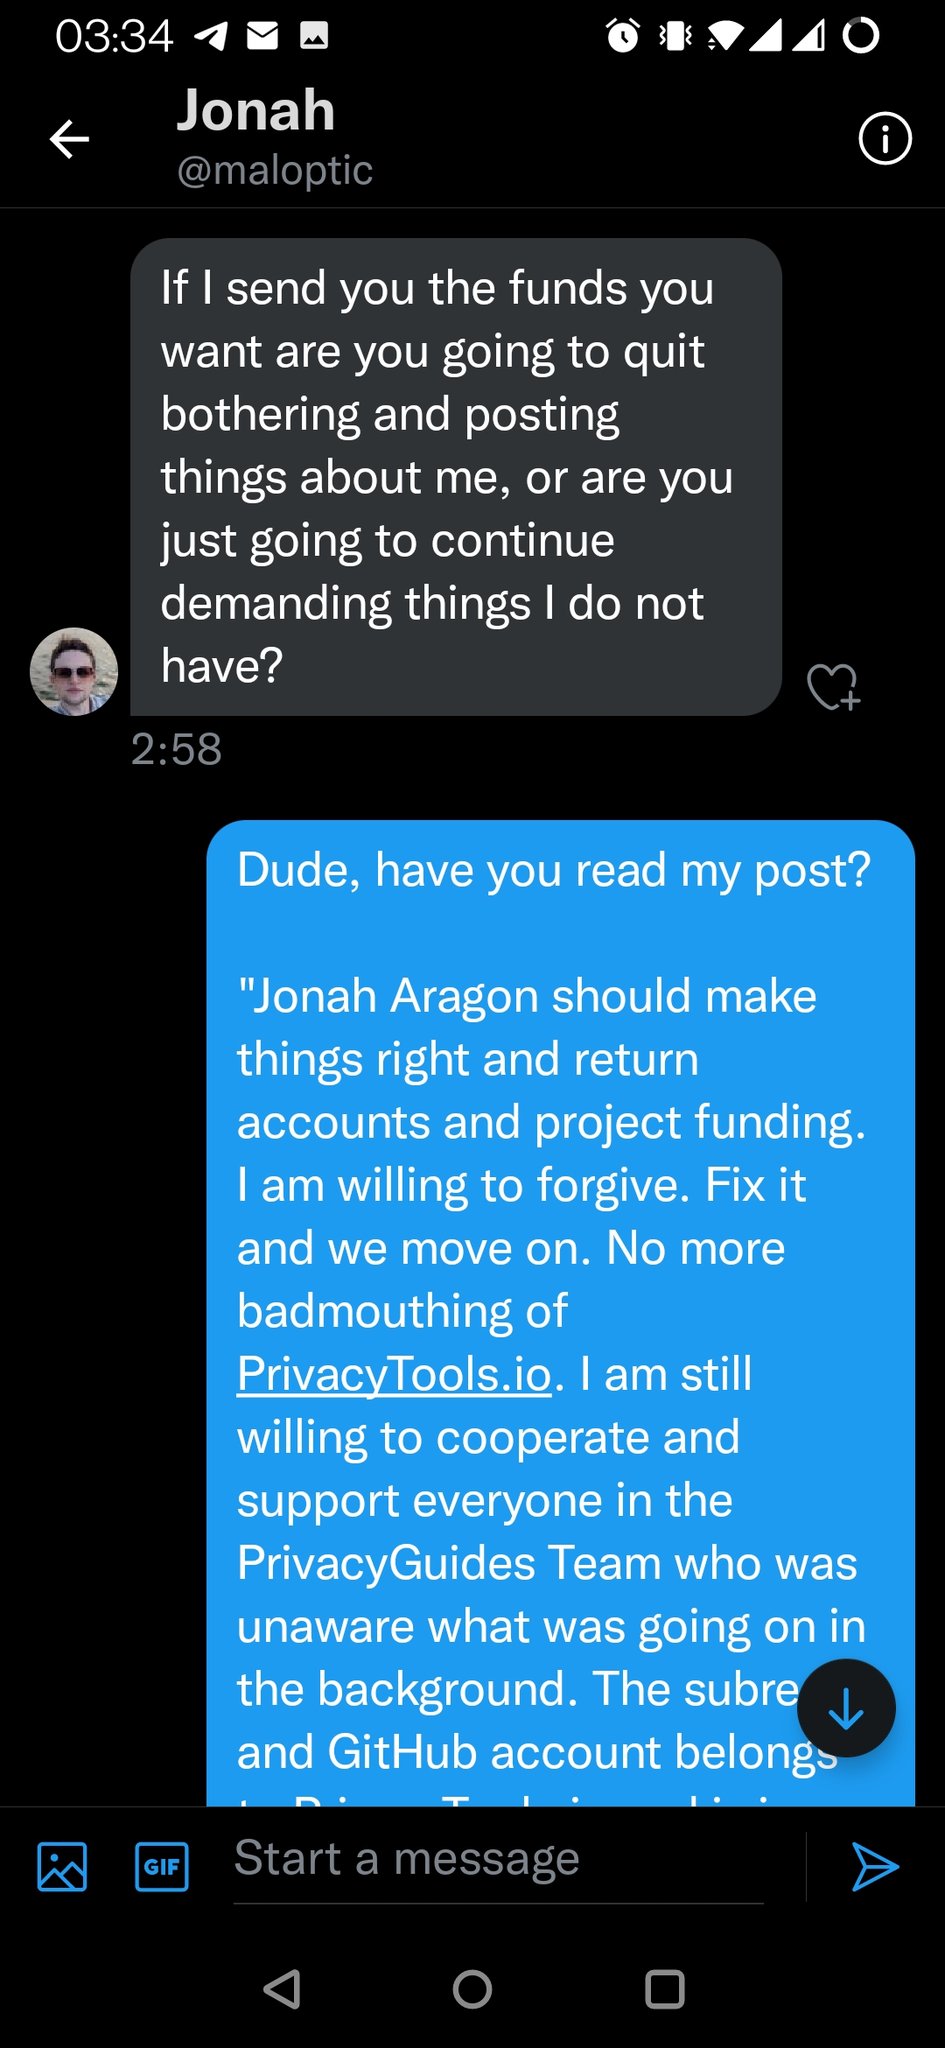 03:34
Jonah
@maloptic
If I send you the funds you
want are you going to quit
bothering and posting
things about me, or are you
just going to continue
demanding things I do not
have?
2:58
Dude, have you read my post?
"Jonah Aragon should make
things right and return
accounts and project funding.
I am willing to forgive. Fix it
and we move on. No more
badmouthing of
PrivacyTools.io. I am still
willing to cooperate and
support everyone in the
PrivacyGuides Team who was
unaware what was going on in
the background. The subre
and GitHub account belongs
GIF
Start a message